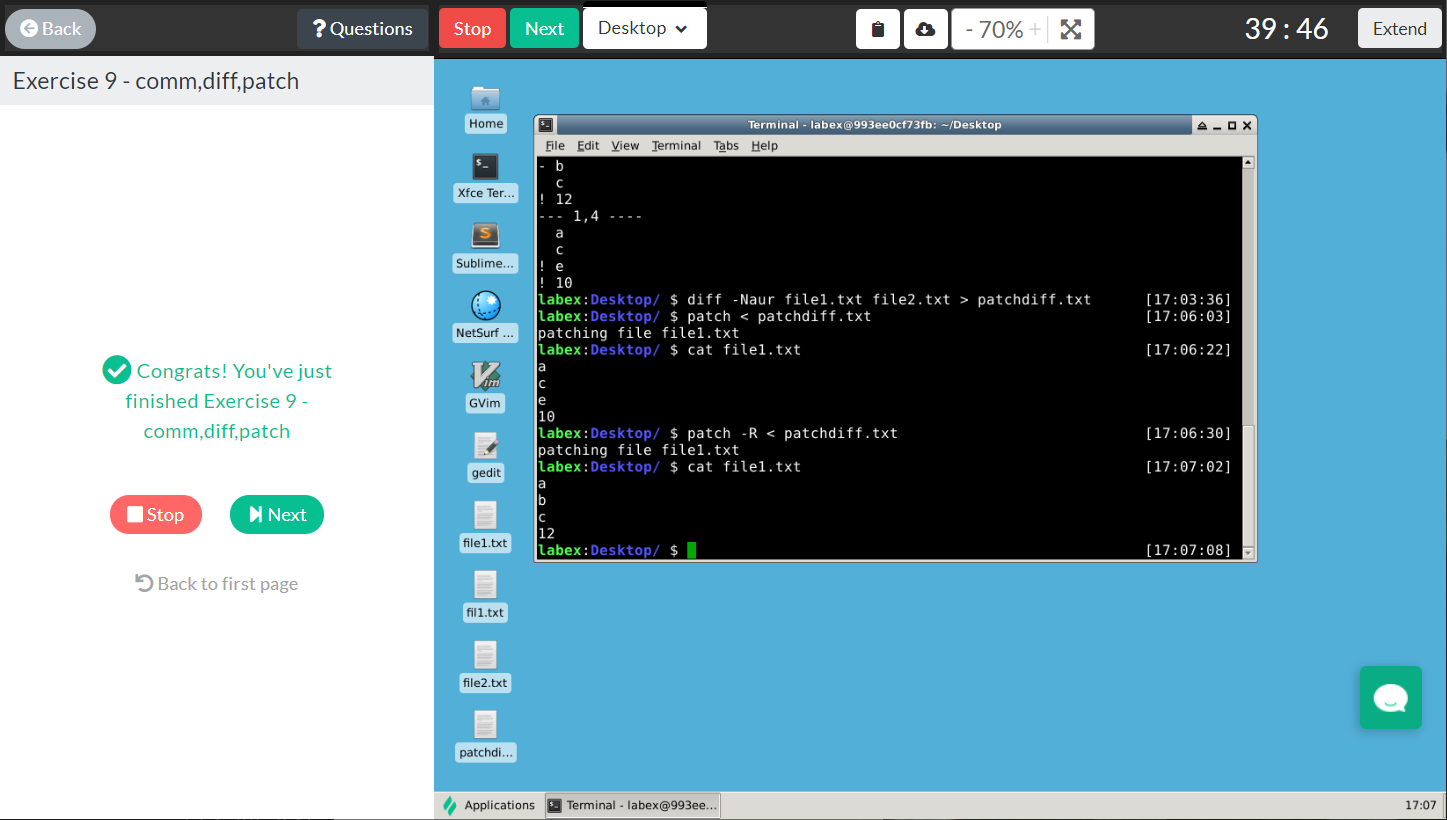 Back
? Questions
Stop
Next
Desktop
- 70% +
39 : 46
Extend
Exercise 9 - comm,diff,patch
Congrats! You've just
finished Exercise 9 -
comm,diff,patch
Stop
Next
Back to first page
Home
Xfce Ter...
Sublime...
NetSurf ...
GVim
gedit
file1.txt
fil1.txt
file2.txt
patchdi...
Terminal - labex@993ee0cf73fb: ~/Desktop
File Edit View Terminal Tabs Help
- b
  c
! 12
--- 1,4 ----
  a
  c
! e
! 10
labex:Desktop/ $ diff -Naur file1.txt file2.txt > patchdiff.txt [17:03:36]
labex:Desktop/ $ patch < patchdiff.txt [17:06:03]
patching file file1.txt
labex:Desktop/ $ cat file1.txt [17:06:22]
a
c
e
10
labex:Desktop/ $ patch -R < patchdiff.txt [17:06:30]
patching file file1.txt
labex:Desktop/ $ cat file1.txt [17:07:02]
a
b
c
12
labex:Desktop/ $ [17:07:08]
Applications
Terminal - labex@993ee...
17:07